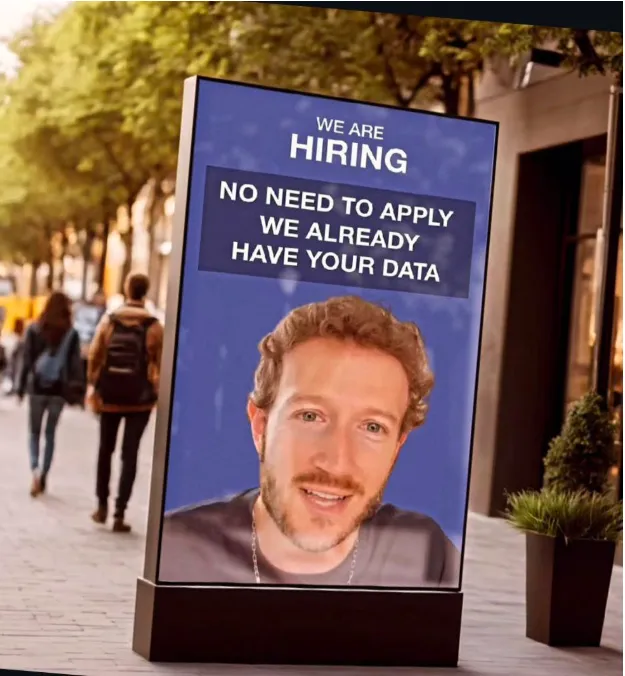 WE ARE
HIRING
NO NEED TO APPLY
WE ALREADY
HAVE YOUR DATA